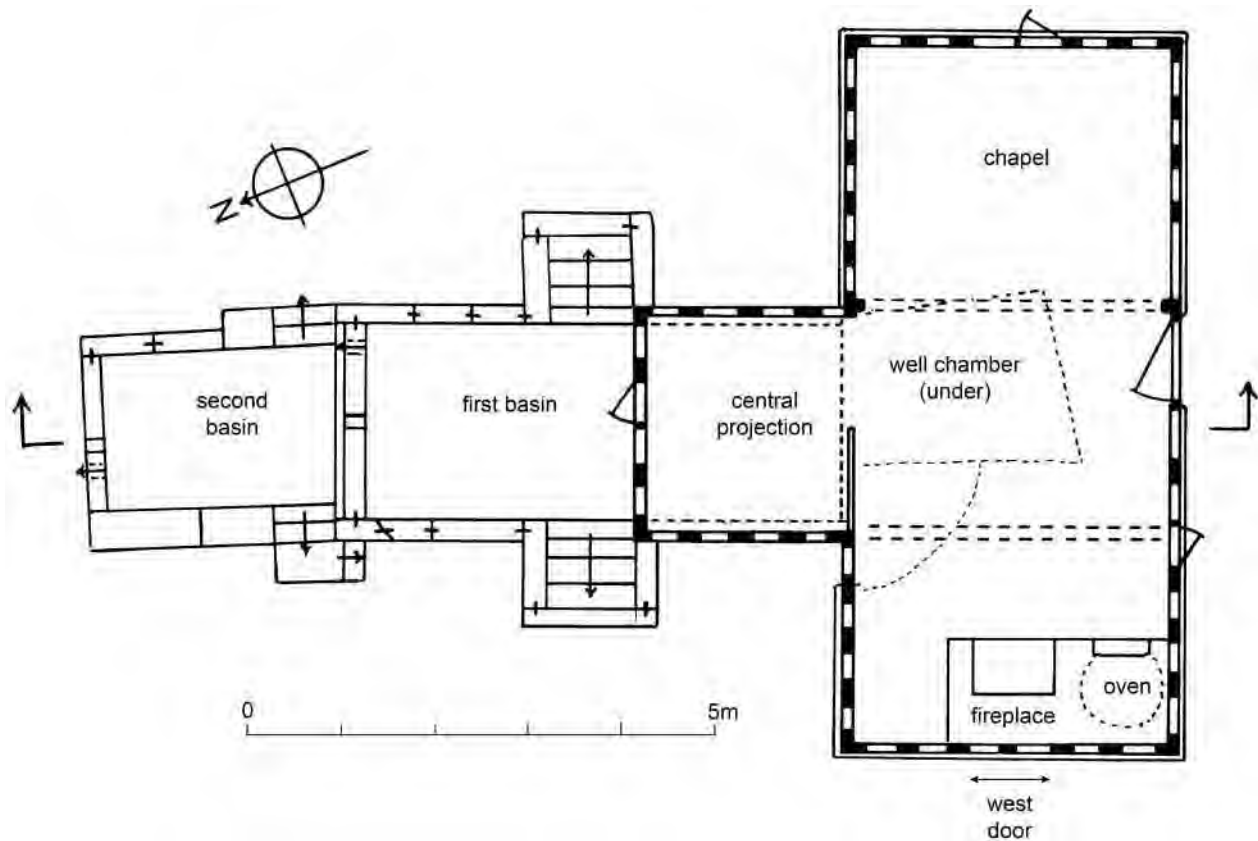 chapel
N
well chamber
(under)
second
basin
first basin
central
projection
oven
fireplace
0
5m
west
door